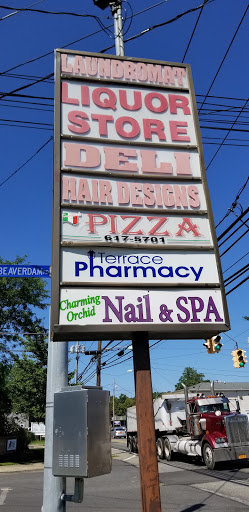 LAUNDROMAT
LIQUOR
STORE
DELI
HAIR DESIGNS
PIZZA
617-5701
Terrace
Pharmacy
Charming
Orchid
Nail & SPA
BEAVERDAM